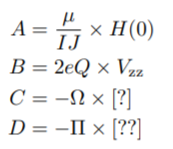 A = μ/IJ × H(0)
B = 2eQ × V_zz
C = −Ω × [?]
D = −Π × [??]